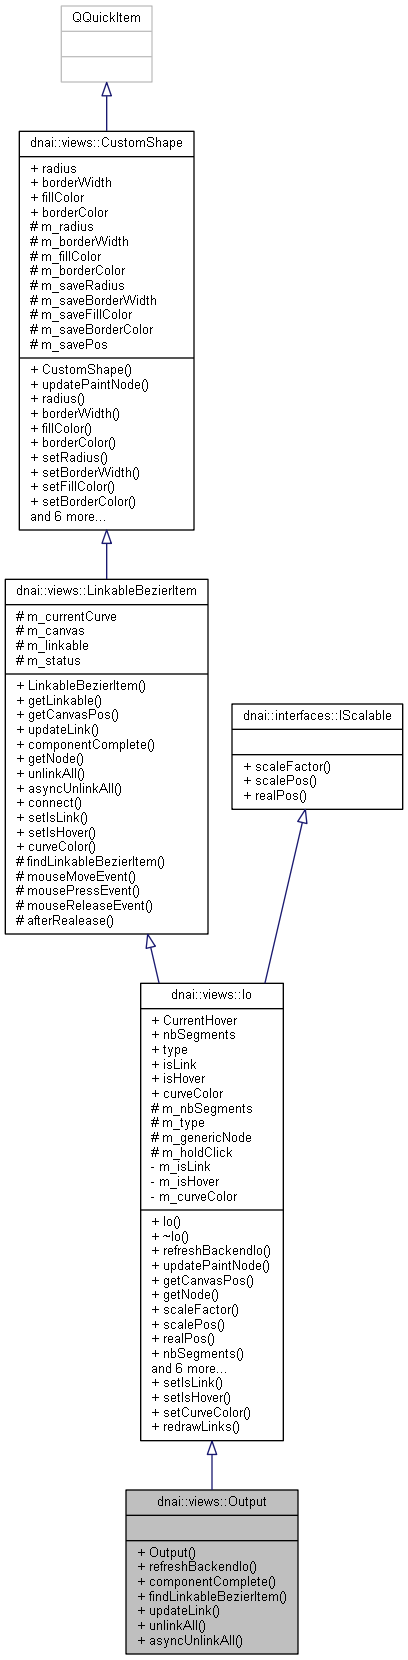 QQuickItem
dnai::views::CustomShape
+ radius
+ borderWidth
+ fillColor
+ borderColor
# m_radius
# m_borderWidth
# m_fillColor
# m_borderColor
# m_saveRadius
# m_saveBorderWidth
# m_saveFillColor
# m_saveBorderColor
# m_savePos
+ CustomShape()
+ updatePaintNode()
+ radius()
+ borderWidth()
+ fillColor()
+ borderColor()
+ setRadius()
+ setBorderWidth()
+ setFillColor()
+ setBorderColor()
and 6 more...
dnai::views::LinkableBezierItem
# m_currentCurve
# m_canvas
# m_linkable
# m_status
+ LinkableBezierItem()
+ getLinkable()
+ getCanvasPos()
+ updateLink()
+ componentComplete()
+ getNode()
+ unlinkAll()
+ asyncUnlinkAll()
+ connect()
+ setIsLink()
+ setIsHover()
+ curveColor()
# findLinkableBezierItem()
# mouseMoveEvent()
# mousePressEvent()
# mouseReleaseEvent()
# afterRealease()
dnai::interfaces::IScalable
+ scaleFactor()
+ scalePos()
+ realPos()
dnai::views::Io
+ CurrentHover
+ nbSegments
+ type
+ isLink
+ isHover
+ curveColor
# m_nbSegments
# m_type
# m_genericNode
# m_holdClick
- m_isLink
- m_isHover
- m_curveColor
+ Io()
+ ~Io()
+ refreshBackendIo()
+ updatePaintNode()
+ getCanvasPos()
+ getNode()
+ scaleFactor()
+ scalePos()
+ realPos()
+ nbSegments()
and 6 more...
+ setIsLink()
+ setIsHover()
+ setCurveColor()
+ redrawLinks()
dnai::views::Output
+ Output()
+ refreshBackendIo()
+ componentComplete()
+ findLinkableBezierItem()
+ updateLink()
+ unlinkAll()
+ asyncUnlinkAll()